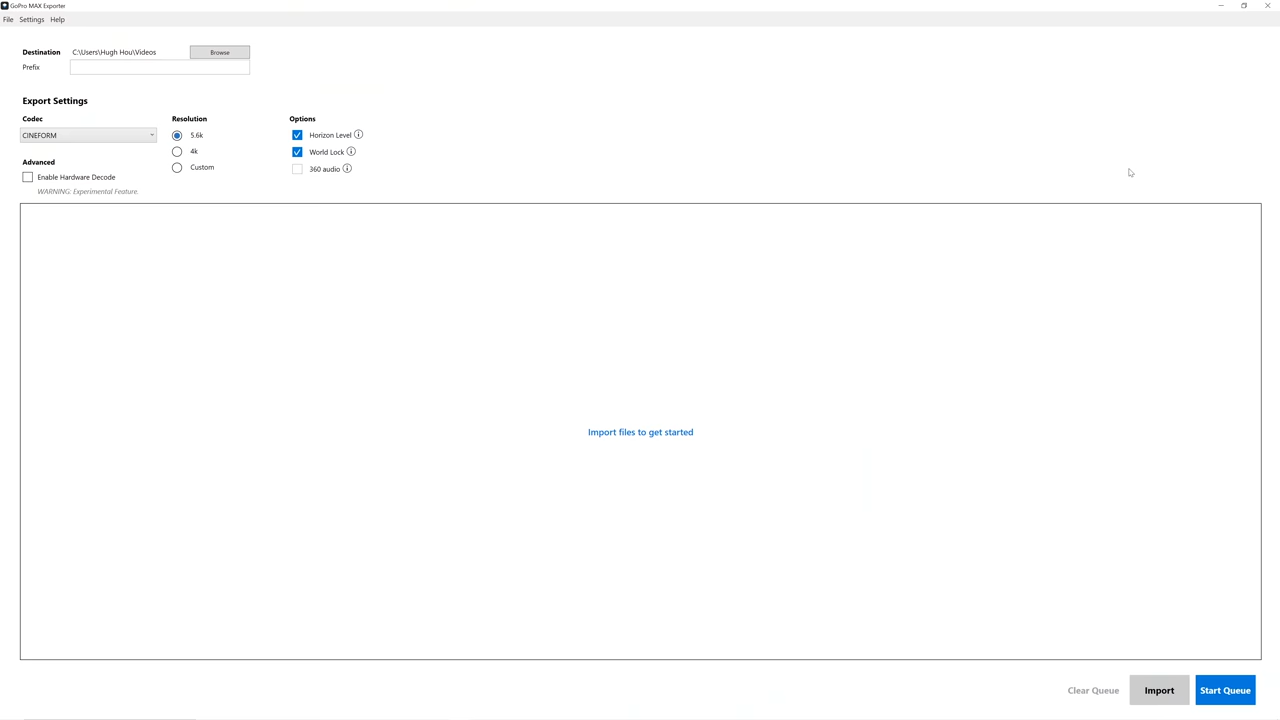 GoPro MAX Exporter
File Settings Help
Destination C:\Users\Hugh Hou\Videos Browse
Prefix
Export Settings
Codec Resolution Options
CINEFORM 5.6k Horizon Level
4k World Lock
Advanced
Custom 360 audio
Enable Hardware Decode
WARNING: Experimental Feature.
Import files to get started
Clear Queue Import Start Queue